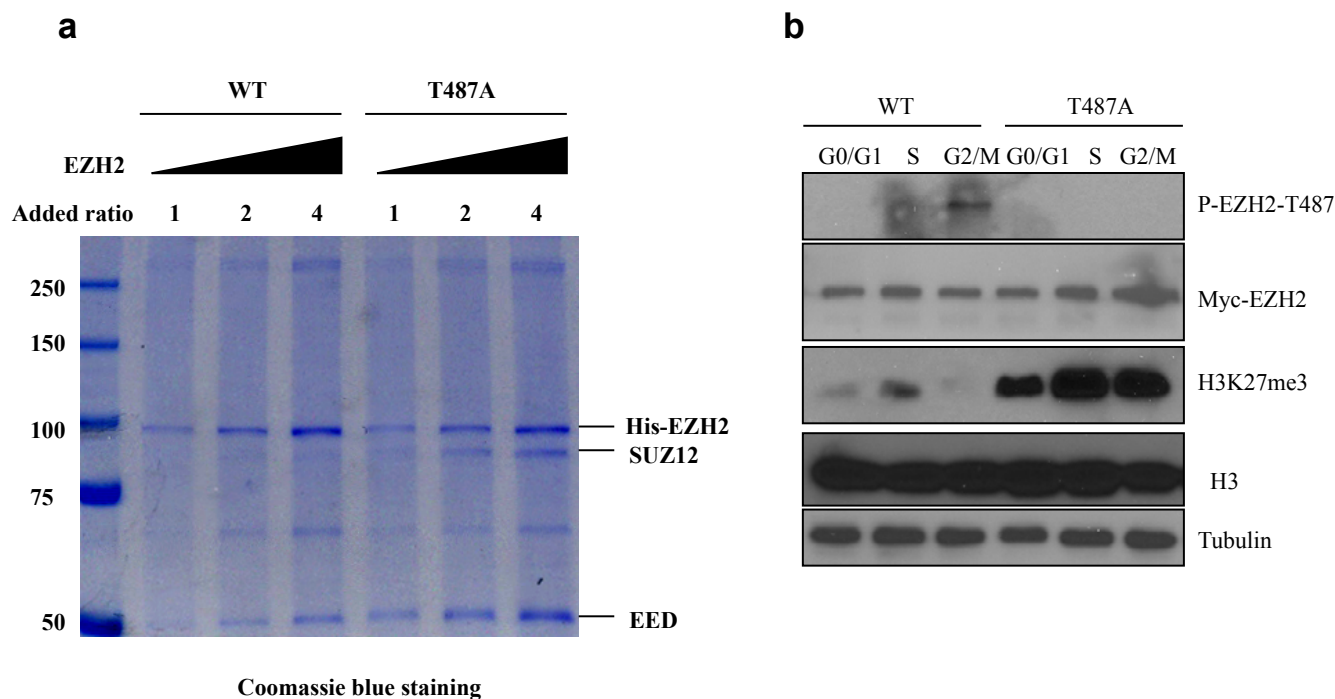 a
WT T487A
EZH2
Added ratio 1 2 4 1 2 4
250
150
100
75
50
His-EZH2
SUZ12
EED
Coomassie blue staining
b
WT T487A
G0/G1 S G2/M G0/G1 S G2/M
P-EZH2-T487
Myc-EZH2
H3K27me3
H3
Tubulin